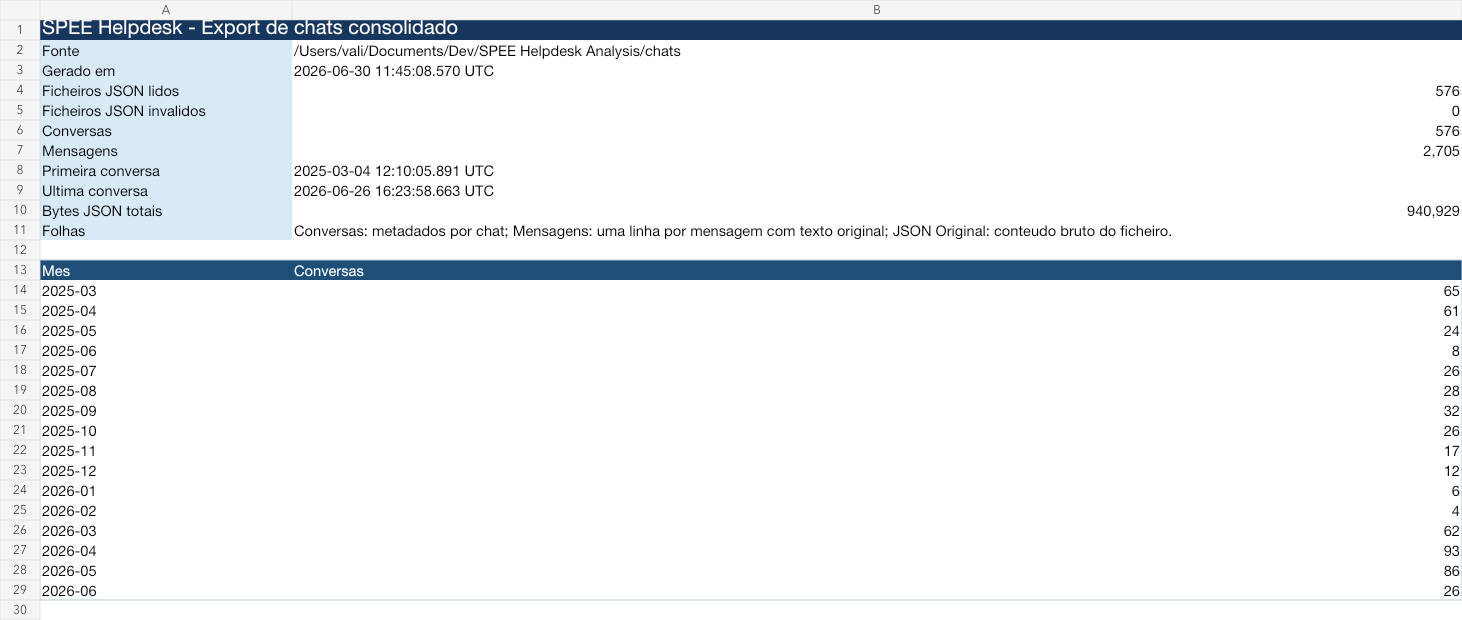 A B
1 SPEE Helpdesk - Export de chats consolidado
2 Fonte /Users/vali/Documents/Dev/SPEE Helpdesk Analysis/chats
3 Gerado em 2026-06-30 11:45:08.570 UTC
4 Ficheiros JSON lidos 576
5 Ficheiros JSON invalidos 0
6 Conversas 576
7 Mensagens 2,705
8 Primeira conversa 2025-03-04 12:10:05.891 UTC
9 Ultima conversa 2026-06-26 16:23:58.663 UTC
10 Bytes JSON totais 940,929
11 Folhas Conversas: metadados por chat; Mensagens: uma linha por mensagem com texto original; JSON Original: conteudo bruto do ficheiro.
12
13 Mes Conversas
14 2025-03 65
15 2025-04 61
16 2025-05 24
17 2025-06 8
18 2025-07 26
19 2025-08 28
20 2025-09 32
21 2025-10 26
22 2025-11 17
23 2025-12 12
24 2026-01 6
25 2026-02 4
26 2026-03 62
27 2026-04 93
28 2026-05 86
29 2026-06 26
30